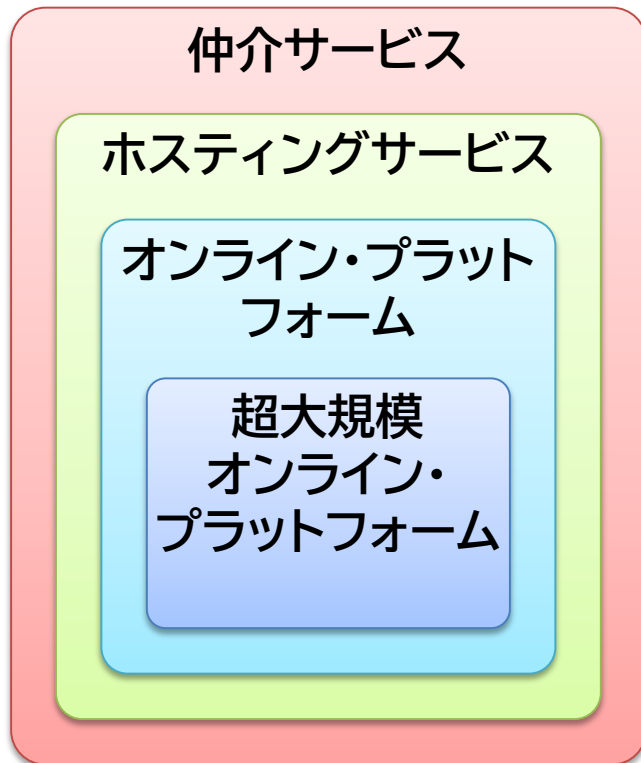 仲介サービス
ホスティングサービス
オンライン・プラット
フォーム
超大規模
オンライン・
プラットフォーム